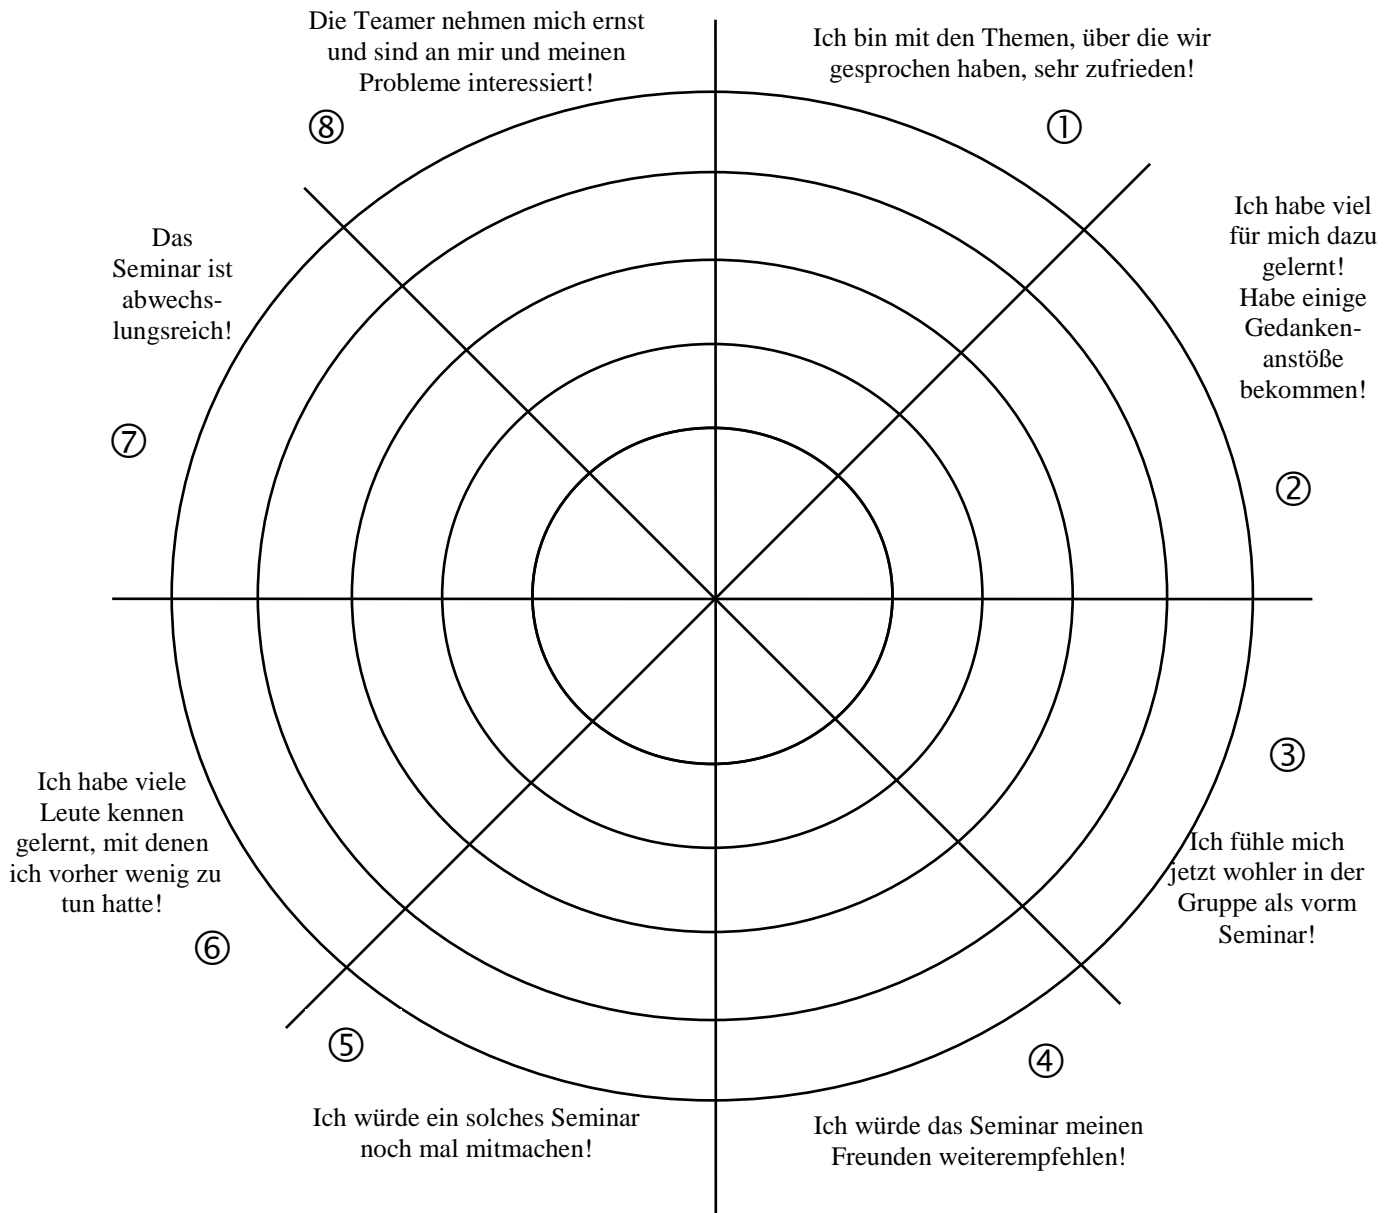 Die Teamer nehmen mich ernst
und sind an mir und meinen
Probleme interessiert!
⑧
Ich bin mit den Themen, über die wir
gesprochen haben, sehr zufrieden!
①
Ich habe viel
für mich dazu
gelernt!
Habe einige
Gedanken-
anstöße
bekommen!
②
Das
Seminar ist
abwechs-
lungsreich!
⑦
③
Ich fühle mich
jetzt wohler in der
Gruppe als vorm
Seminar!
Ich habe viele
Leute kennen
gelernt, mit denen
ich vorher wenig zu
tun hatte!
⑥
⑤
Ich würde ein solches Seminar
noch mal mitmachen!
④
Ich würde das Seminar meinen
Freunden weiterempfehlen!